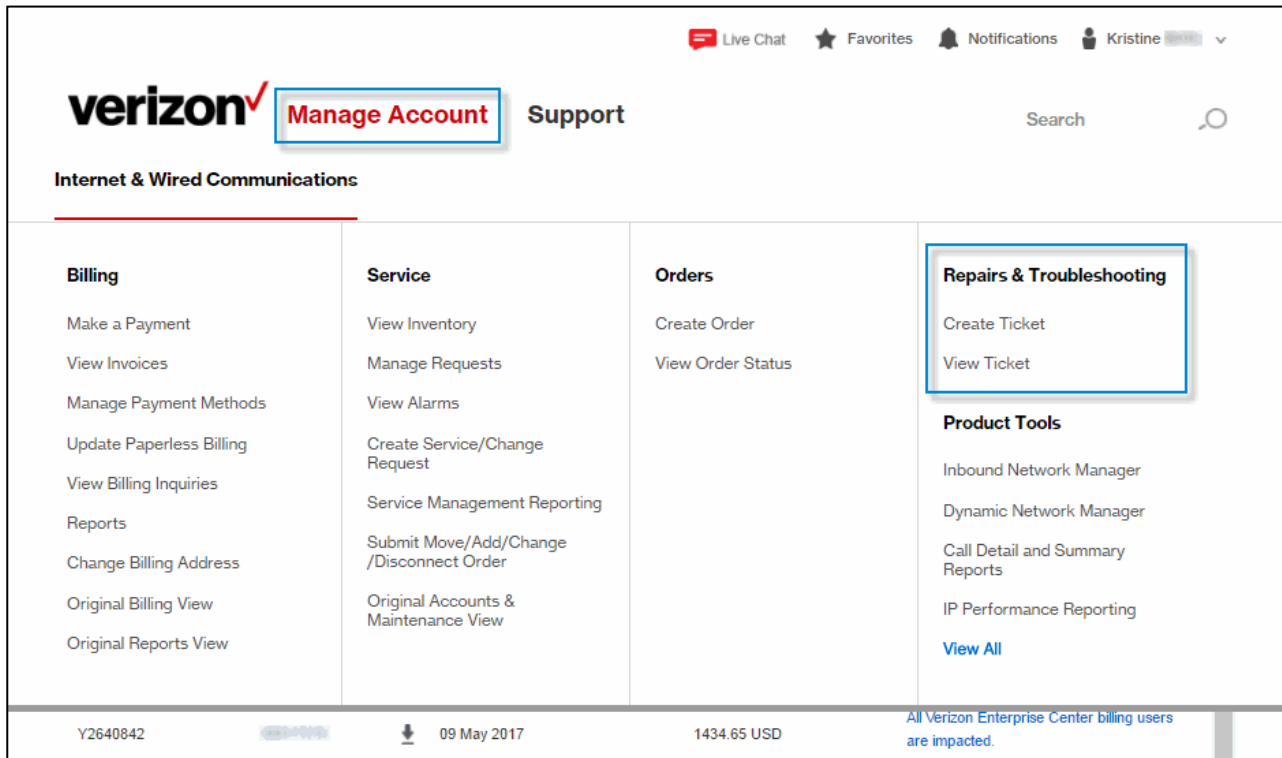 Live Chat Favorites Notifications Kristine
verizon Manage Account Support Search
Internet & Wired Communications
Billing
Make a Payment
View Invoices
Manage Payment Methods
Update Paperless Billing
View Billing Inquiries
Reports
Change Billing Address
Original Billing View
Original Reports View
Service
View Inventory
Manage Requests
View Alarms
Create Service/Change
Request
Service Management Reporting
Submit Move/Add/Change
/Disconnect Order
Original Accounts &
Maintenance View
Orders
Create Order
View Order Status
Repairs & Troubleshooting
Create Ticket
View Ticket
Product Tools
Inbound Network Manager
Dynamic Network Manager
Call Detail and Summary
Reports
IP Performance Reporting
View All
Y2640842 09 May 2017 1434.65 USD
All Verizon Enterprise Center billing users
are impacted.